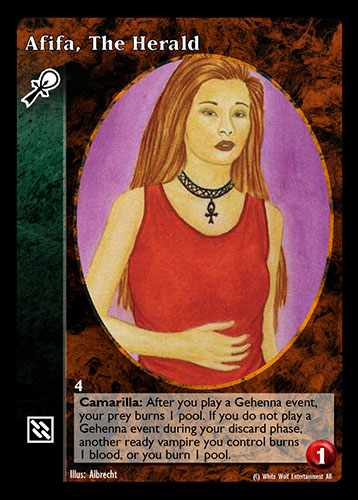 Afifa, The Herald
4
Camarilla: After you play a Gehenna event,
your prey burns 1 pool. If you do not play a
Gehenna event during your discard phase,
another ready vampire you control burns
1 blood, or you burn 1 pool.
1
Illus: Albrecht
(C) White Wolf Entertainment AB